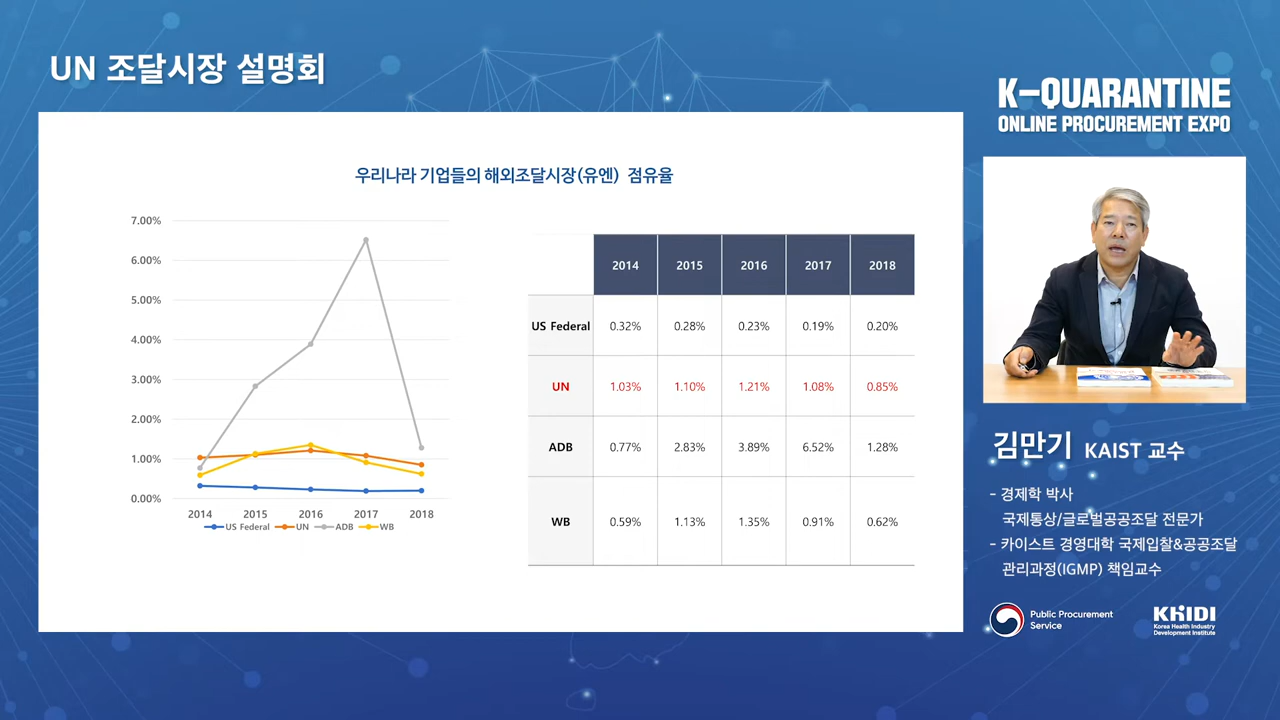 UN 조달시장 설명회
K-QUARANTINE
ONLINE PROCUREMENT EXPO
우리나라 기업들의 해외조달시장(유엔) 점유율
7.00%
6.00%
5.00%
4.00%
3.00%
2.00%
1.00%
0.00%
2014 2015 2016 2017 2018
US Federal UN ADB WB
2014 2015 2016 2017 2018
US Federal 0.32% 0.28% 0.23% 0.19% 0.20%
UN 1.03% 1.10% 1.21% 1.08% 0.85%
ADB 0.77% 2.83% 3.89% 6.52% 1.28%
WB 0.59% 1.13% 1.35% 0.91% 0.62%
김만기 KAIST 교수
- 경제학 박사
국제통상/글로벌공공조달 전문가
- 카이스트 경영대학 국제입찰&공공조달
관리과정(IGMP) 책임교수
Public Procurement
Service
KHIDI
Korea Health Industry
Development Institute